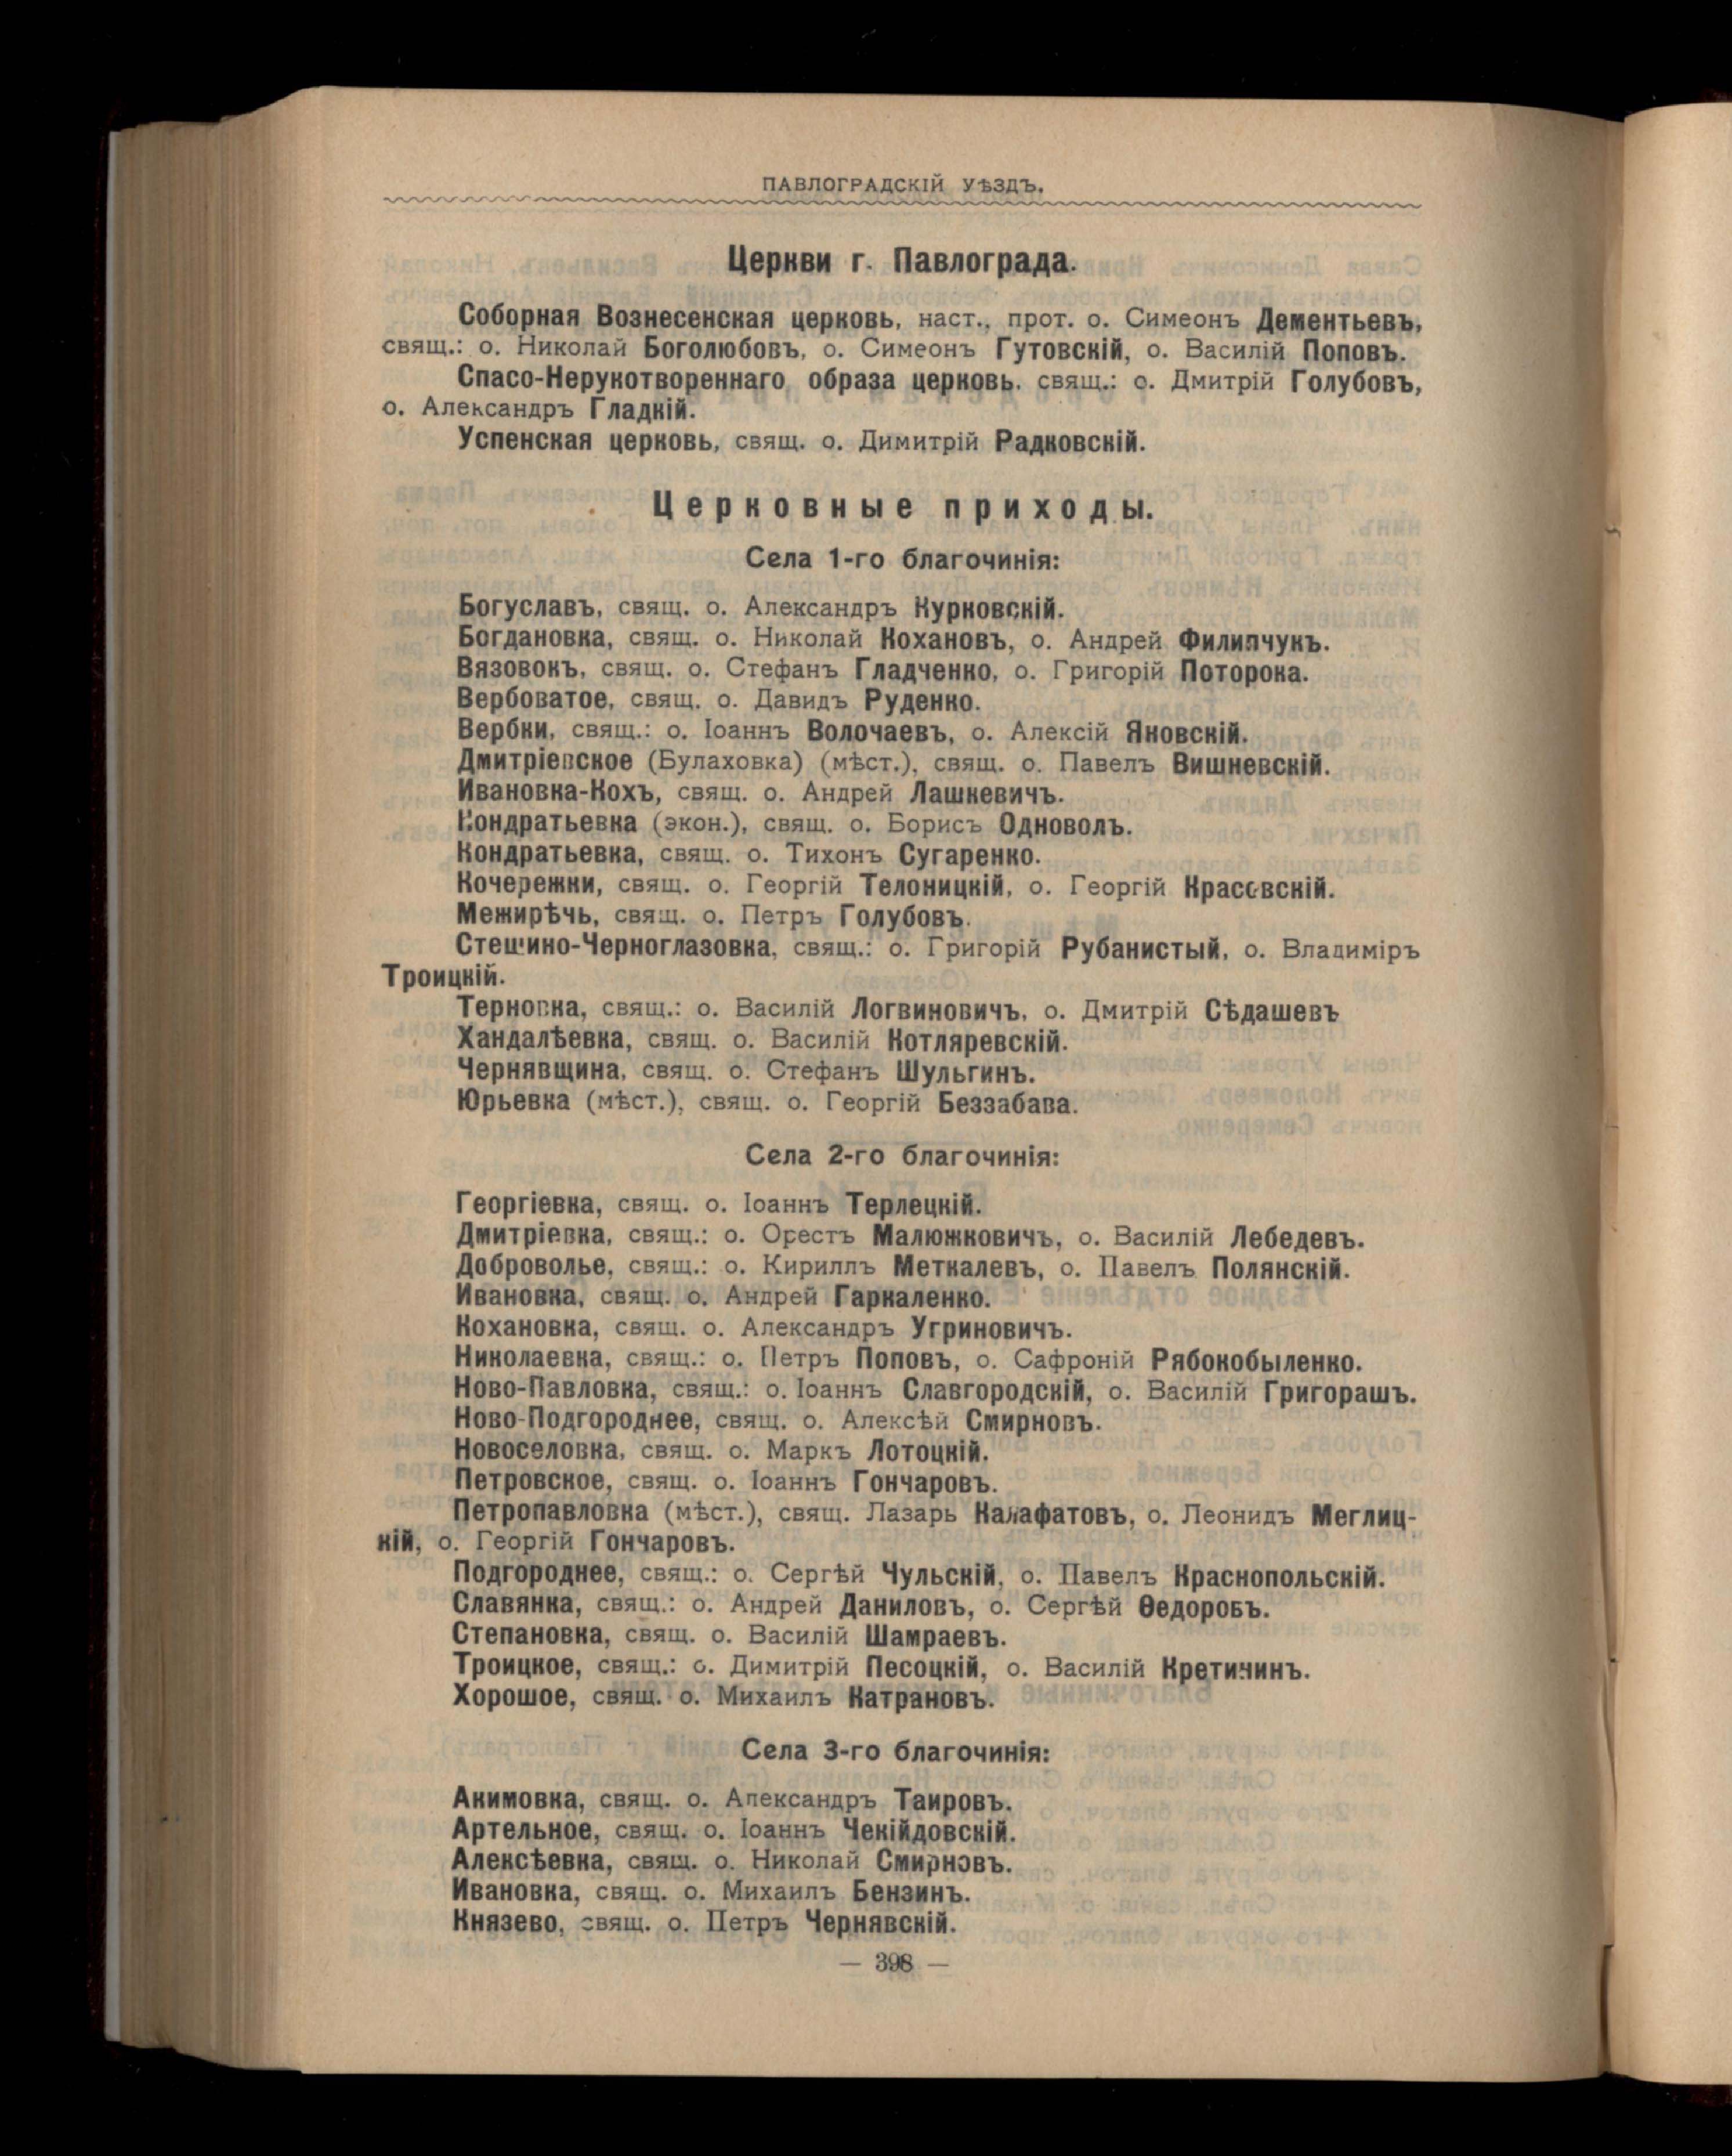 ПАВЛОГРАДСКІЙ УѢЗДЪ.
Церкви г. Павлограда.
Соборная Вознесенская церковь, наст., прот. о. Симеонъ Дементьевъ,
свящ.: о. Николай Боголюбовъ, о. Симеонъ Гутовскій, о. Василій Поповъ.
Спасо-Нерукотвореннаго образа церковь. свящ.: о. Дмитрій Голубовъ,
о. Александръ Гладкій.
Успенская церковь, свящ. о. Димитрій Радковскій.
Церковные приходы.
Села 1-го благочинія:
Богуславъ, свящ. о. Александръ Курковскій.
Богдановка, свящ. о. Николай Кохановъ, о. Андрей Филипчукъ.
Вязовокъ, свящ. о. Стефанъ Гладченко, о. Григорій Поторока.
Вербоватое, свящ. о. Давидъ Руденко.
Вербки, свящ.: о. Іоаннъ Волочаевъ, о. Алексій Яновскій.
Дмитріевское (Булаховка) (мѣст.), свящ. о. Павелъ Вишневскій.
Ивановка-Кохъ, свящ. о. Андрей Лашкевичъ.
Кондратьевка (экон.), свящ. о. Борисъ Одноволъ.
Кондратьевка, свящ. о. Тихонъ Сугаренко.
Кочережки, свящ. о. Георгій Телоницкій, о. Георгій Красовскій.
Межирѣчь, свящ. о. Петръ Голубовъ.
Стешино-Черноглазовка, свящ.: о. Григорій Рубанистый, о. Владиміръ
Троицкій.
Терновка, свящ.: о. Василій Логвиновичъ, о. Дмитрій Сѣдашевъ
Хандалѣевка, свящ. о. Василій Котляревскій.
Чернявщина, свящ. о. Стефанъ Шульгинъ.
Юрьевка (мѣст.), свящ. о. Георгій Беззабава.
Села 2-го благочинія:
Георгіевка, свящ. о. Іоаннъ Терлецкій.
Дмитріевка, свящ.: о. Орестъ Малюжковичъ, о. Василій Лебедевъ.
Доброволье, свящ.: о. Кириллъ Меткалевъ, о. Павелъ Полянскій.
Ивановка, свящ. о. Андрей Гаркаленко.
Кохановка, свящ. о. Александръ Угриновичъ.
Николаевка, свящ.: о. Петръ Поповъ, о. Сафроній Рябокобыленко.
Ново-Павловка, свящ.: о. Іоаннъ Славгородскій, о. Василій Григорашъ.
Ново-Подгороднее, свящ. о. Алексѣй Смирновъ.
Новоселовка, свящ. о. Маркъ Лотоцкій.
Петровское, свящ. о. Іоаннъ Гончаровъ.
Петропавловка (мѣст.), свящ. Лазарь Калафатовъ, о. Леонидъ Меглиц-
кій, о. Георгій Гончаровъ.
Подгороднее, свящ.: о. Сергѣй Чульскій, о. Павелъ Краснопольскій.
Славянка, свящ.: о. Андрей Даниловъ, о. Сергѣй Ѳедоровъ.
Степановка, свящ. о. Василій Шамраевъ.
Троицкое, свящ.: о. Димитрій Песоцкій, о. Василій Кретининъ.
Хорошое, свящ. о. Михаилъ Катрановъ.
Села 3-го благочинія:
Акимовка, свящ. о. Александръ Таировъ.
Артельное, свящ. о. Іоаннъ Чекійдовскій.
Алексѣевка, свящ. о. Николай Смирновъ.
Ивановка, свящ. о. Михаилъ Бензинъ.
Князево, свящ. о. Петръ Чернявскій.
— 398 —